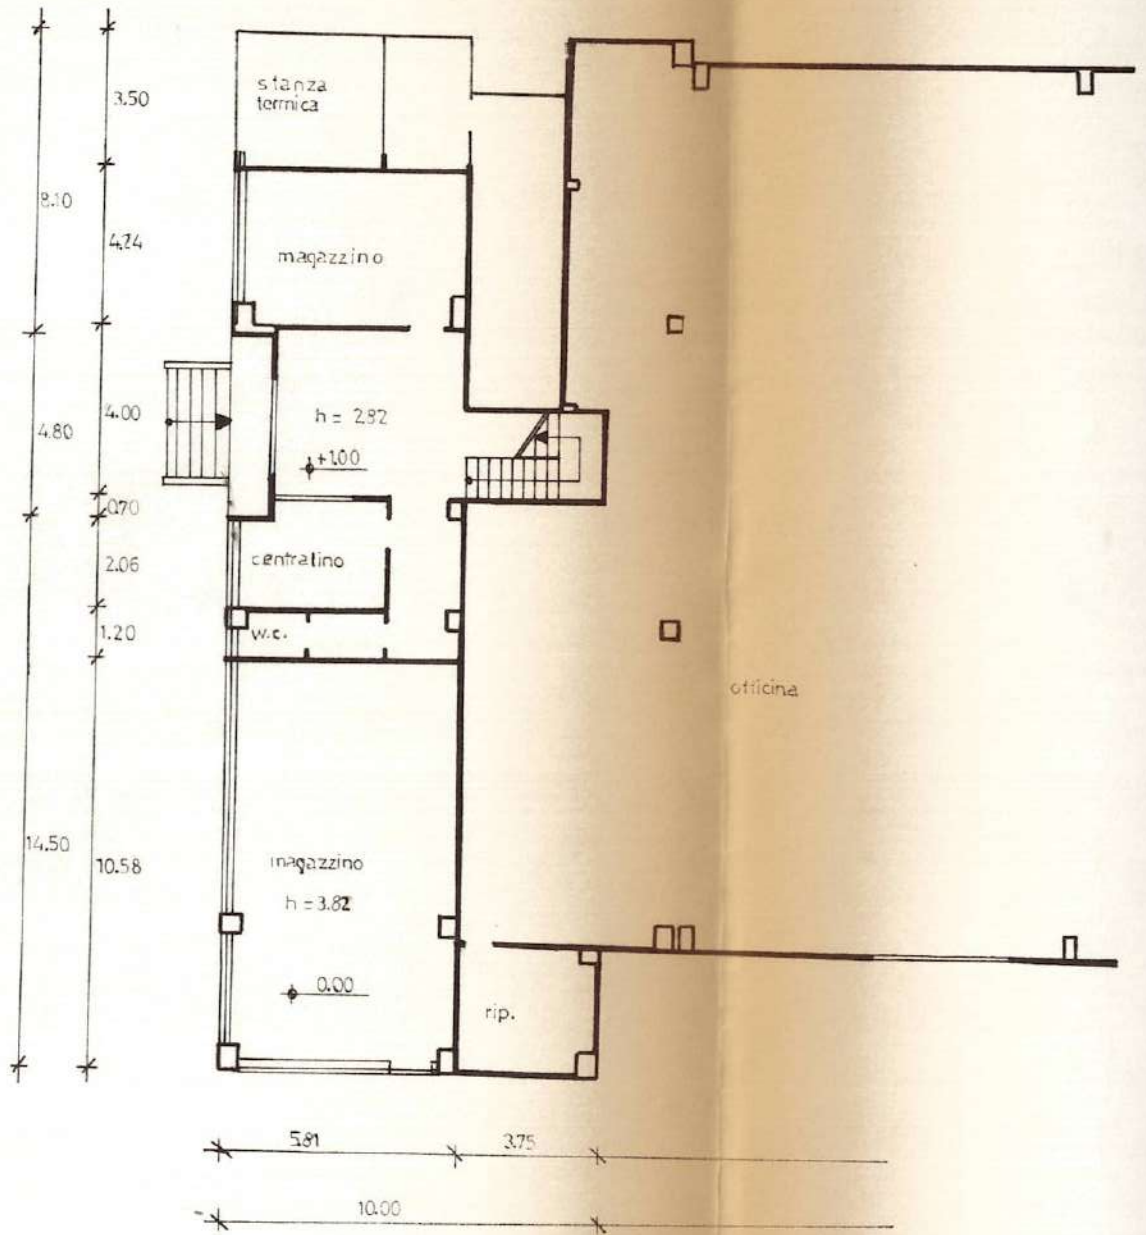 3.50
stanza
termica
8.10
4.24
magazzino
4.80
4.00
h = 2.82
+1.00
0.70
centralino
2.06
1.20
w.c.
officina
14.50
10.58
magazzino
h = 3.82
0.00
rip.
5.81
3.75
10.00